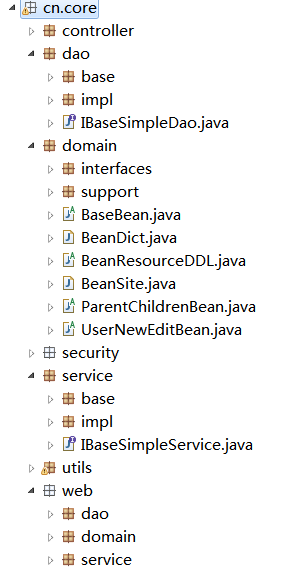 cn.core
controller
dao
base
impl
IBaseSimpleDao.java
domain
interfaces
support
BaseBean.java
BeanDict.java
BeanResourceDDL.java
BeanSite.java
ParentChildrenBean.java
UserNewEditBean.java
security
service
base
impl
IBaseSimpleService.java
utils
web
dao
domain
service